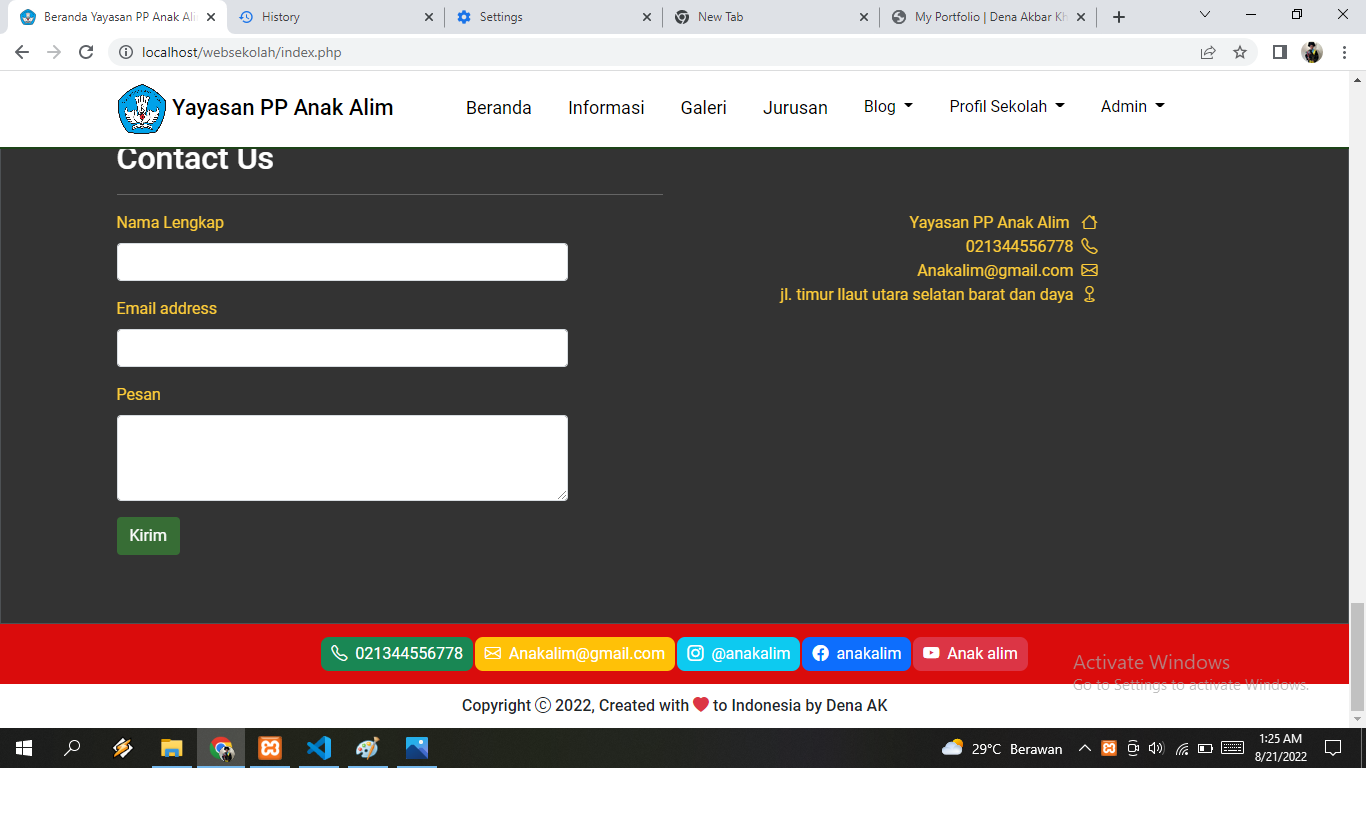 Beranda Yayasan PP Anak Ali
History
Settings
New Tab
My Portfolio | Dena Akbar Kh
localhost/websekolah/index.php
Yayasan PP Anak Alim
Beranda
Informasi
Galeri
Jurusan
Blog
Profil Sekolah
Admin
Contact Us
Nama Lengkap
Email address
Pesan
Kirim
Yayasan PP Anak Alim
021344556778
Anakalim@gmail.com
jl. timur llaut utara selatan barat dan daya
021344556778
Anakalim@gmail.com
@anakalim
anakalim
Anak alim
Activate Windows
Go to Settings to activate Windows.
Copyright © 2022, Created with ❤ to Indonesia by Dena AK
29°C Berawan
1:25 AM
8/21/2022